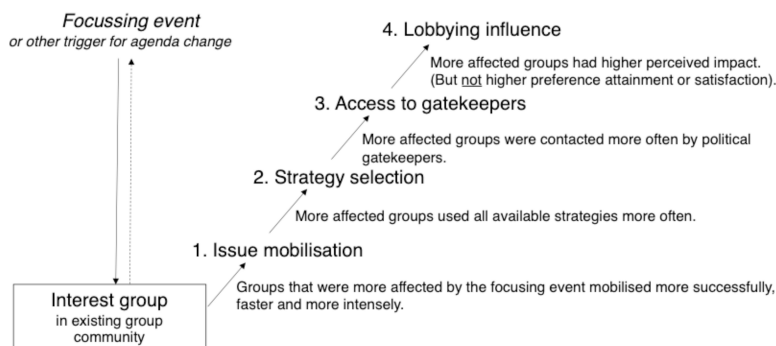 Focussing event
or other trigger for agenda change
4. Lobbying influence
More affected groups had higher perceived impact.
(But not higher preference attainment or satisfaction).
3. Access to gatekeepers
More affected groups were contacted more often by political
gatekeepers.
2. Strategy selection
More affected groups used all available strategies more often.
1. Issue mobilisation
Groups that were more affected by the focusing event mobilised more successfully,
faster and more intensely.
Interest group
in existing group
community